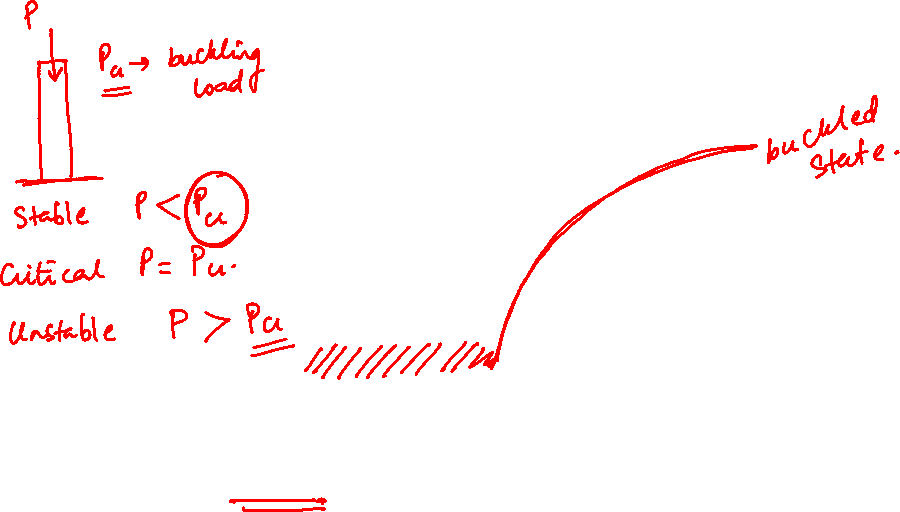 P
Pcr → buckling
load
Stable P < Pcr
Critical P = Pcr.
Unstable P > Pcr
buckled
state.